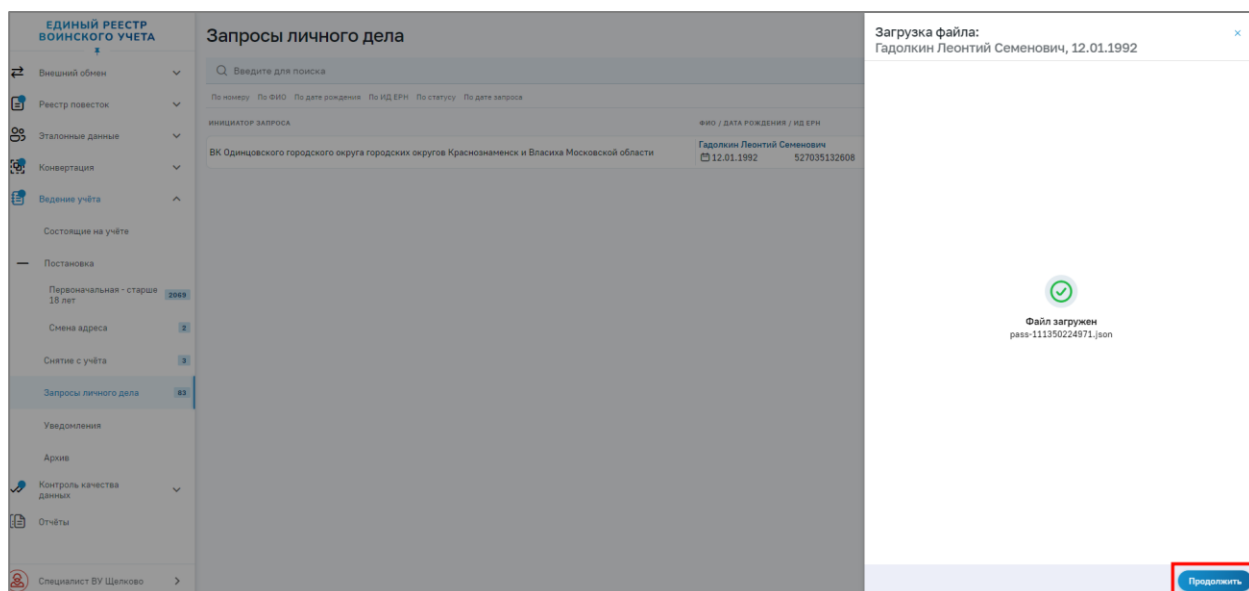 ЕДИНЫЙ РЕЕСТР
ВОИНСКОГО УЧЕТА
Внешний обмен
Реестр повесток
Эталонные данные
Конвертация
Ведение учёта
Состоящие на учёте
Постановка
Первоначальная - старше
18 лет
2069
Смена адреса 2
Снятие с учёта 3
Запросы личного дела 83
Уведомления
Архив
Контроль качества
данных
Отчёты
Специалист ВУ Щелково
Запросы личного дела
Введите для поиска
По номеру По ФИО По дате рождения По ИД ЕРН По статусу По дате запроса
ИНИЦИАТОР ЗАПРОСА ФИО / ДАТА РОЖДЕНИЯ / ИД ЕРН
ВК Одинцовского городского округа городских округов Краснознаменск и Власиха Московской области
Гадолкин Леонтий Семенович
12.01.1992 527035132608
Загрузка файла:
Гадолкин Леонтий Семенович, 12.01.1992
Файл загружен
pass-111350224971.json
Продолжить